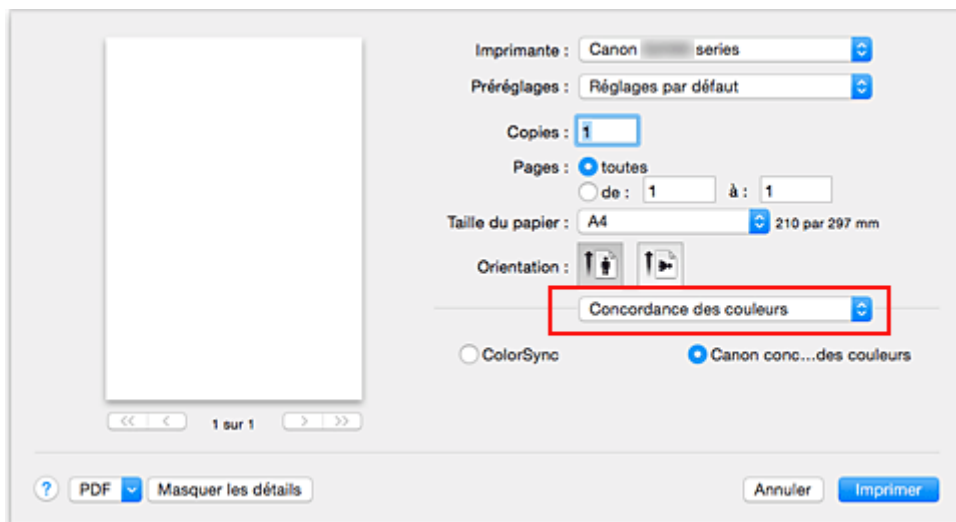 Imprimante : Canon series
Préréglages : Réglages par défaut
Copies : 1
Pages : toutes
de : 1 à : 1
Taille du papier : A4 210 par 297 mm
Orientation :
Concordance des couleurs
ColorSync Canon conc...des couleurs
<< < 1 sur 1 > >>
? PDF Masquer les détails Annuler Imprimer